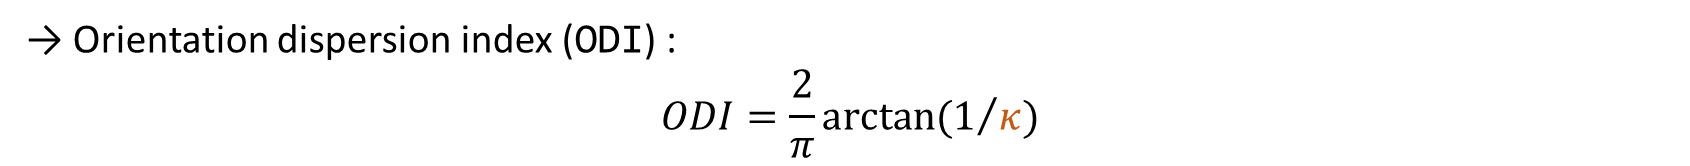 → Orientation dispersion index (ODI) :
ODI = 2/π arctan(1/κ)